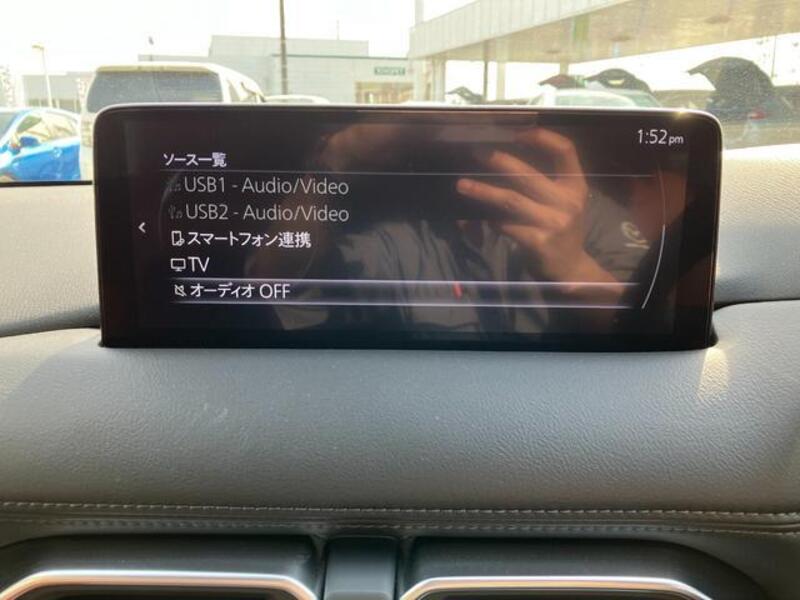 1:52 pm
ソース一覧
USB1 - Audio/Video
USB2 - Audio/Video
スマートフォン連携
TV
オーディオ OFF